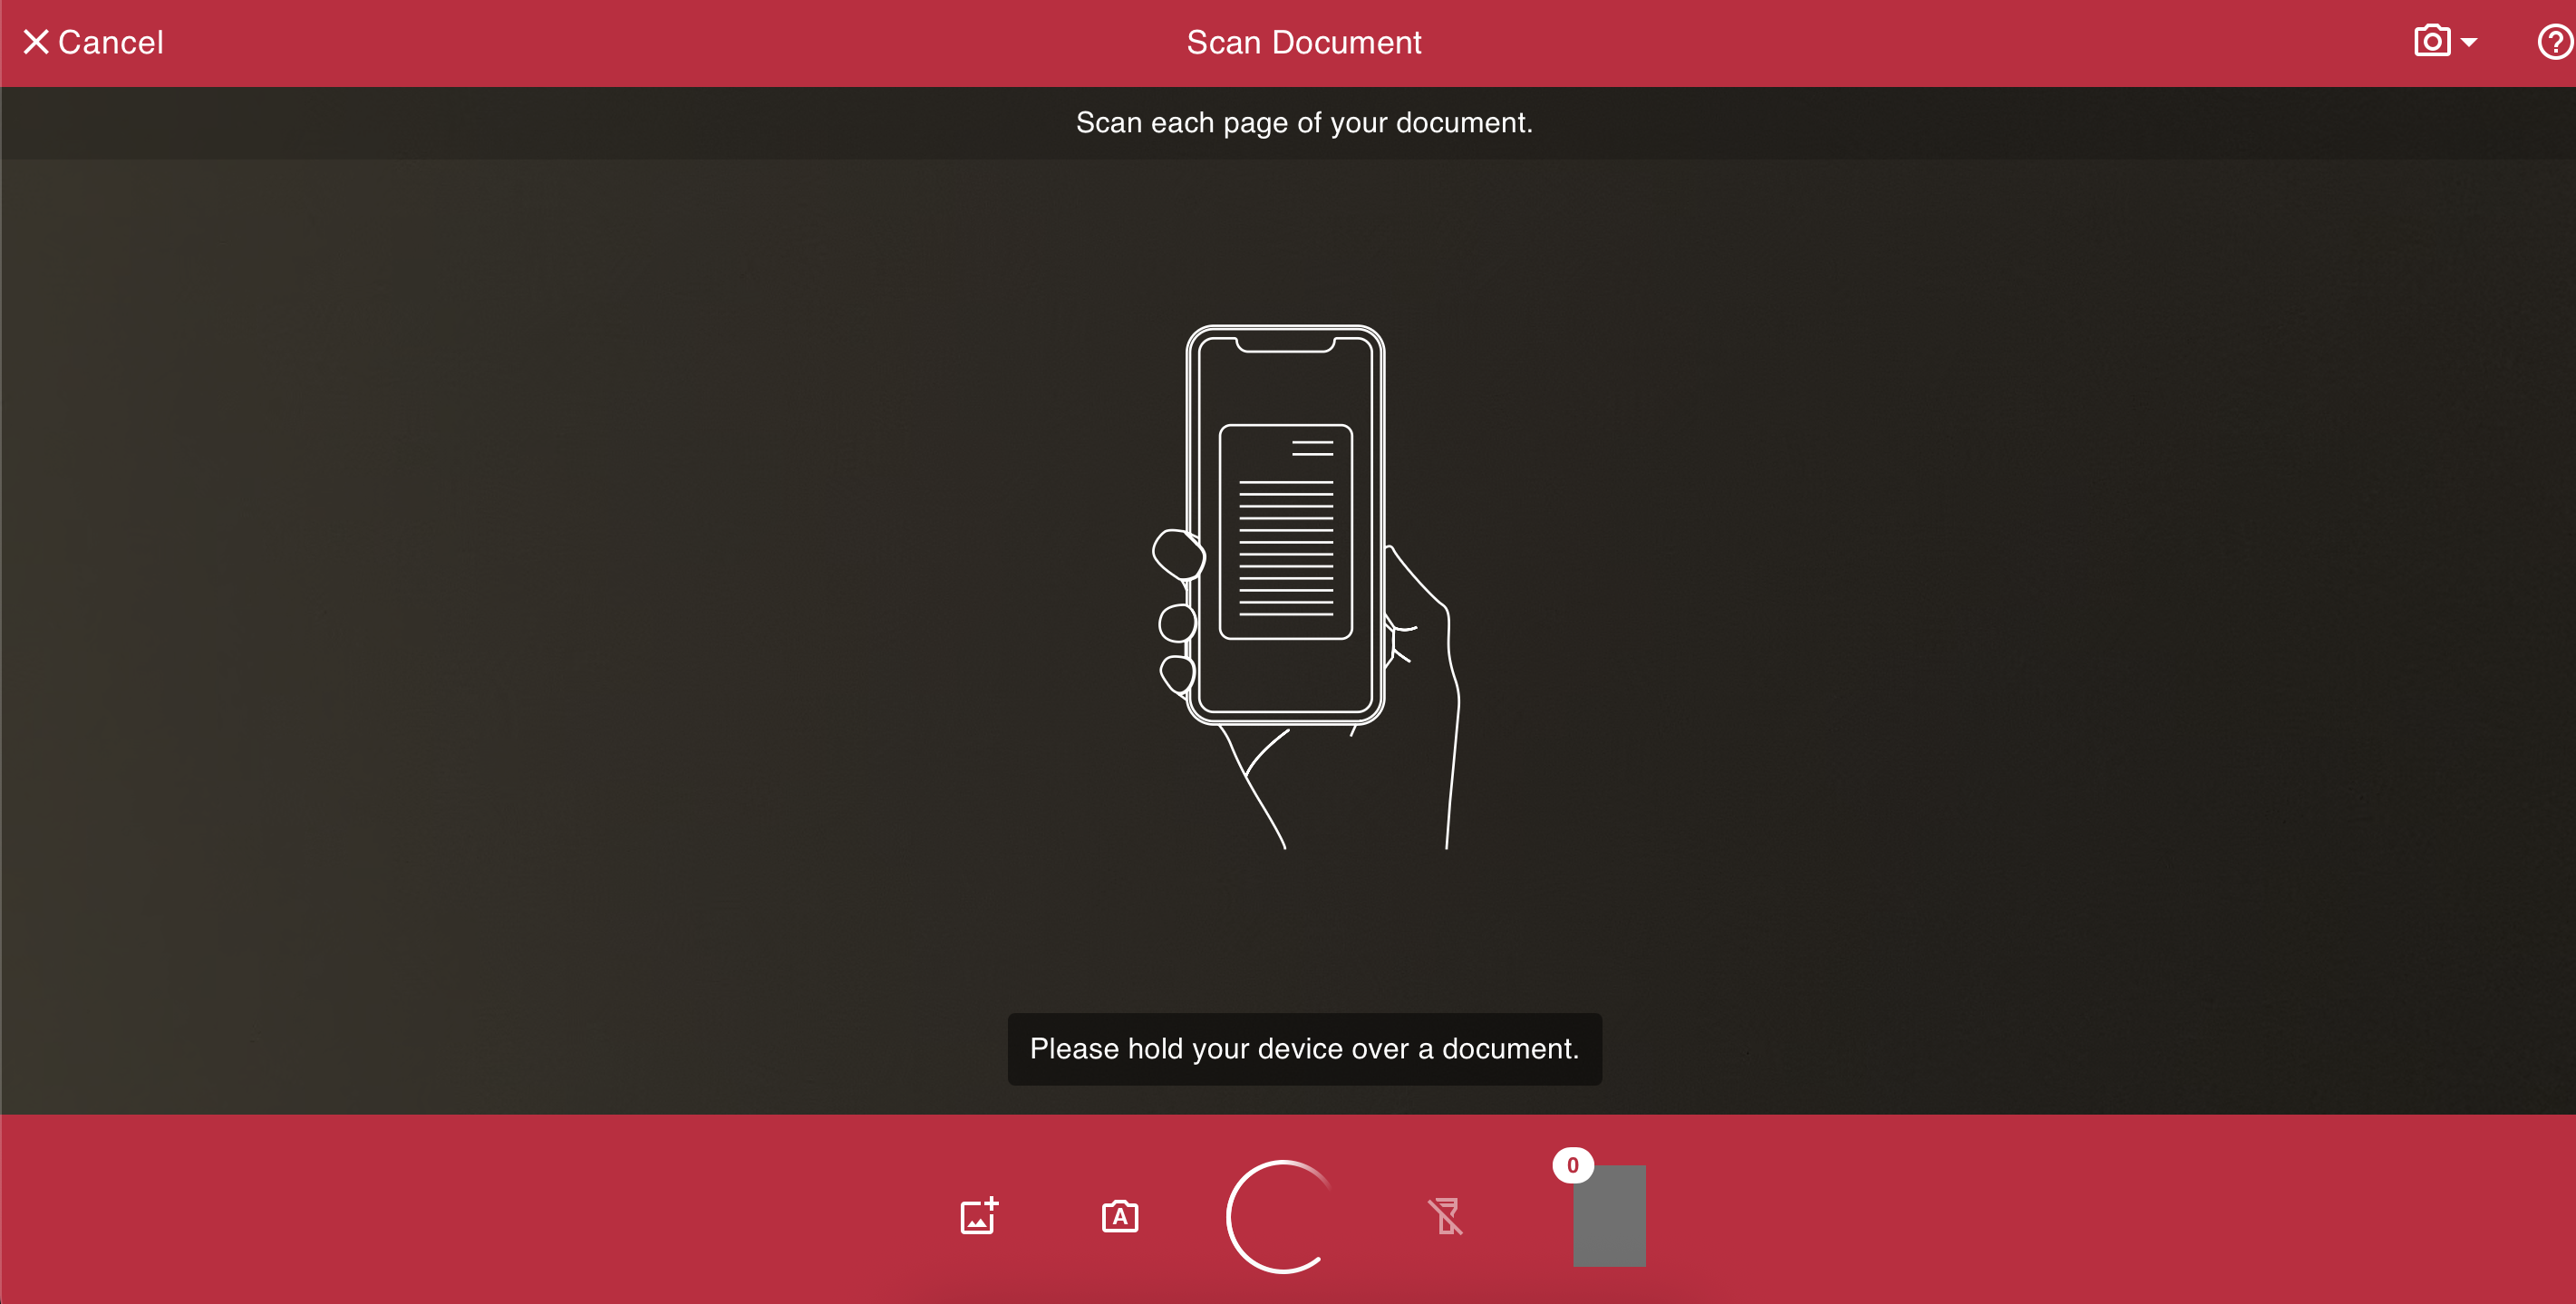 Cancel
Scan Document
Scan each page of your document.
Please hold your device over a document.
A
0